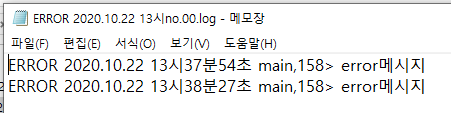 ERROR 2020.10.22 13시no.00.log - 메모장
파일(F) 편집(E) 서식(O) 보기(V) 도움말(H)
ERROR 2020.10.22 13시37분54초 main,158> error메시지
ERROR 2020.10.22 13시38분27초 main,158> error메시지